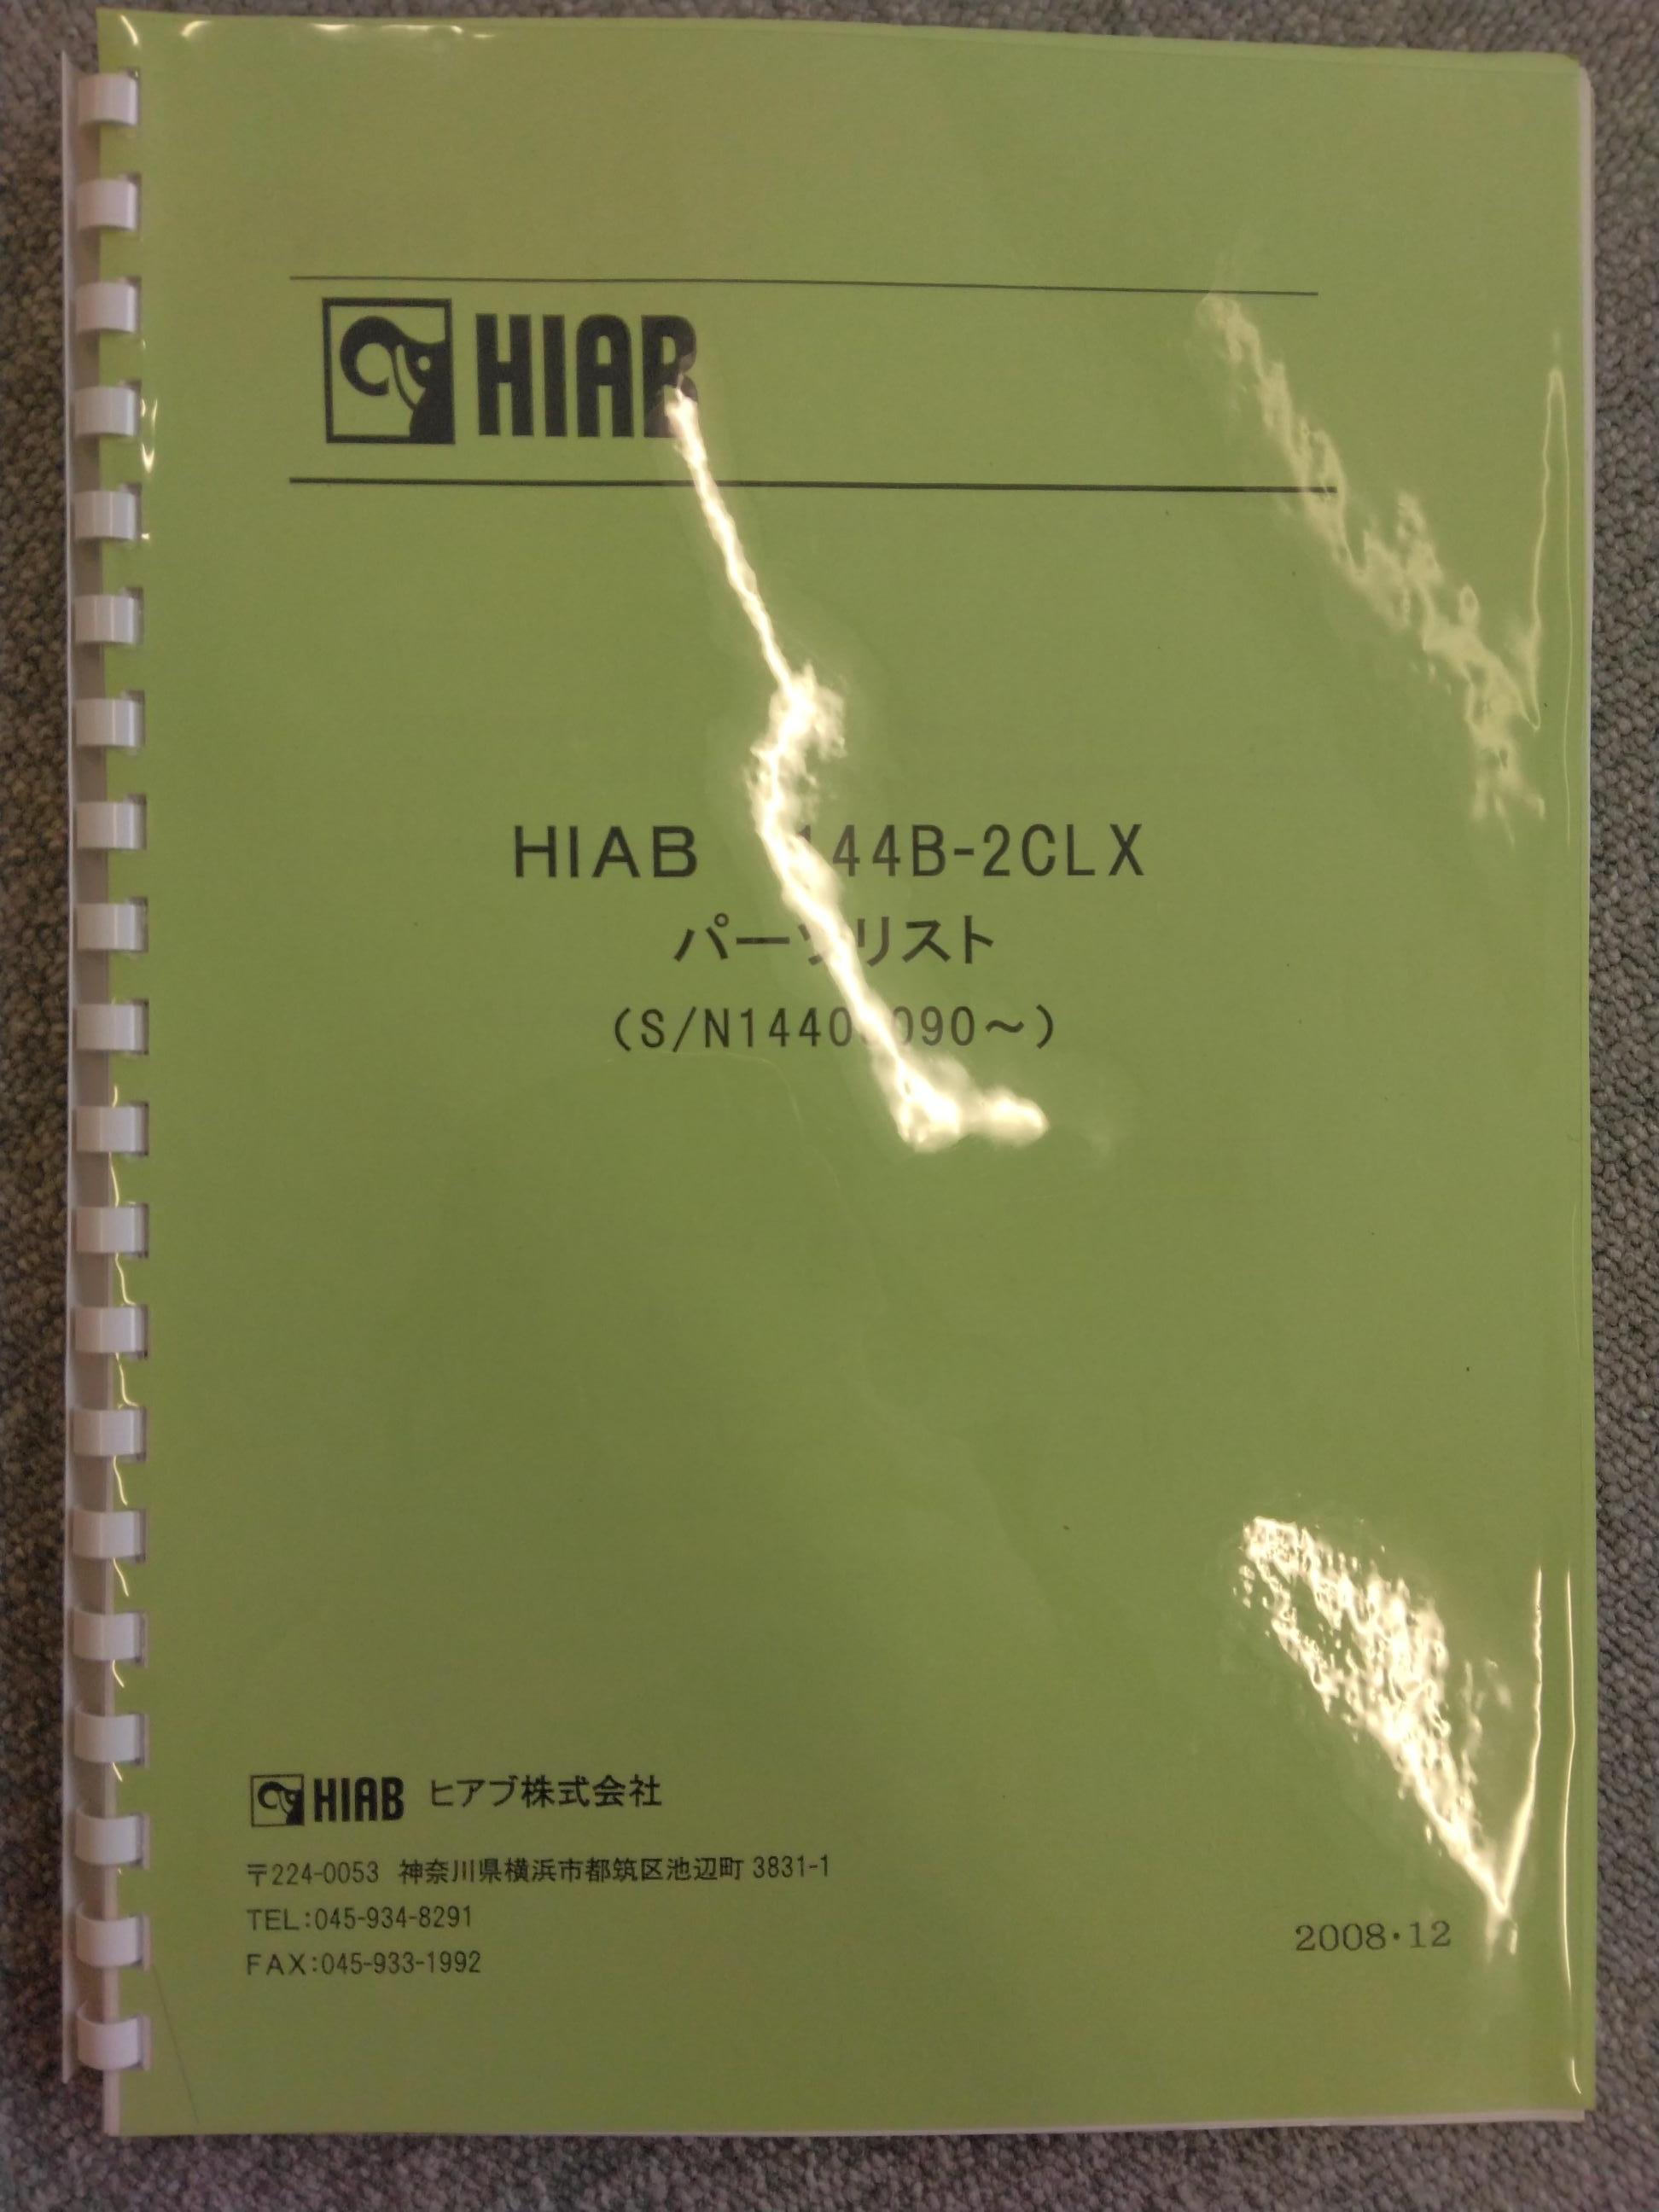 HIAB
HIAB 144B-2CLX
パーツリスト
HIAB ヒアブ株式会社
〒224-0053 神奈川県横浜市都筑区池辺町 3831-1
TEL:045-934-8291
FAX:045-933-1992
2008・12